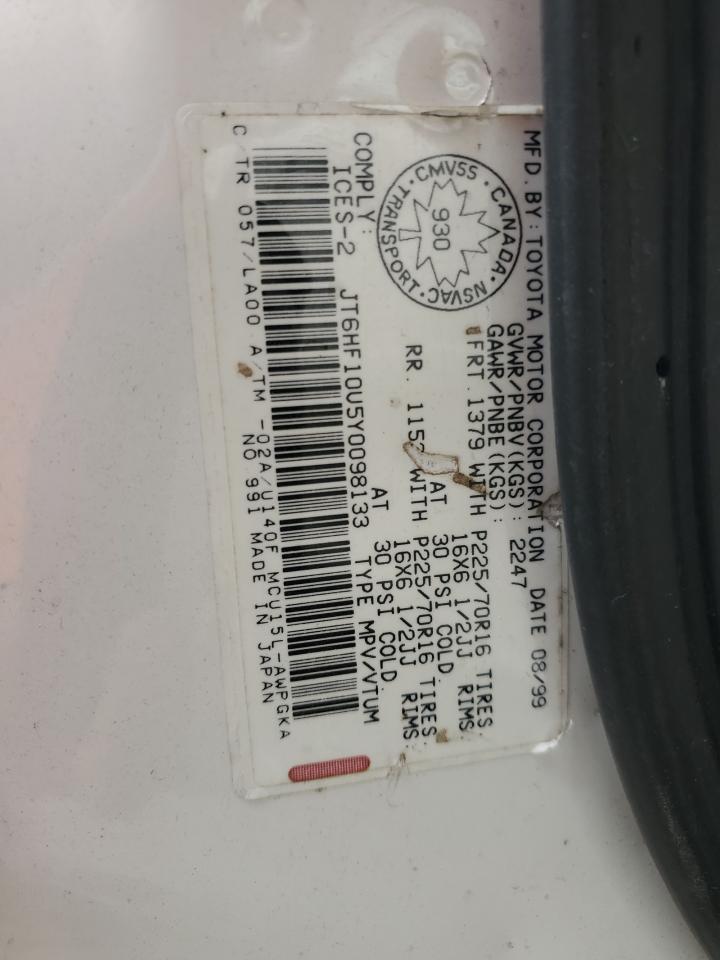 MFD. BY: TOYOTA MOTOR CORPORATION DATE 08/99
GVWR/PNBV(KGS): 2247
GAWR/PNBE(KGS):
FRT. 1379 WITH P225/70R16 TIRES
16X6 1/2JJ RIMS
AT 30 PSI COLD
RR. WITH P225/70R16 TIRES
16X6 1/2JJ RIMS
AT 30 PSI COLD
CMVSS · CANADA · NSVAC · TRANSPORT ·
930
COMPLY:
ICES-2 JT6HF10U5Y0098133 TYPE MPV/VTUM
C/TR 057/LA00 A/TM -02A/U140F MCU15L-AWPGKA
NO 991 MADE IN JAPAN